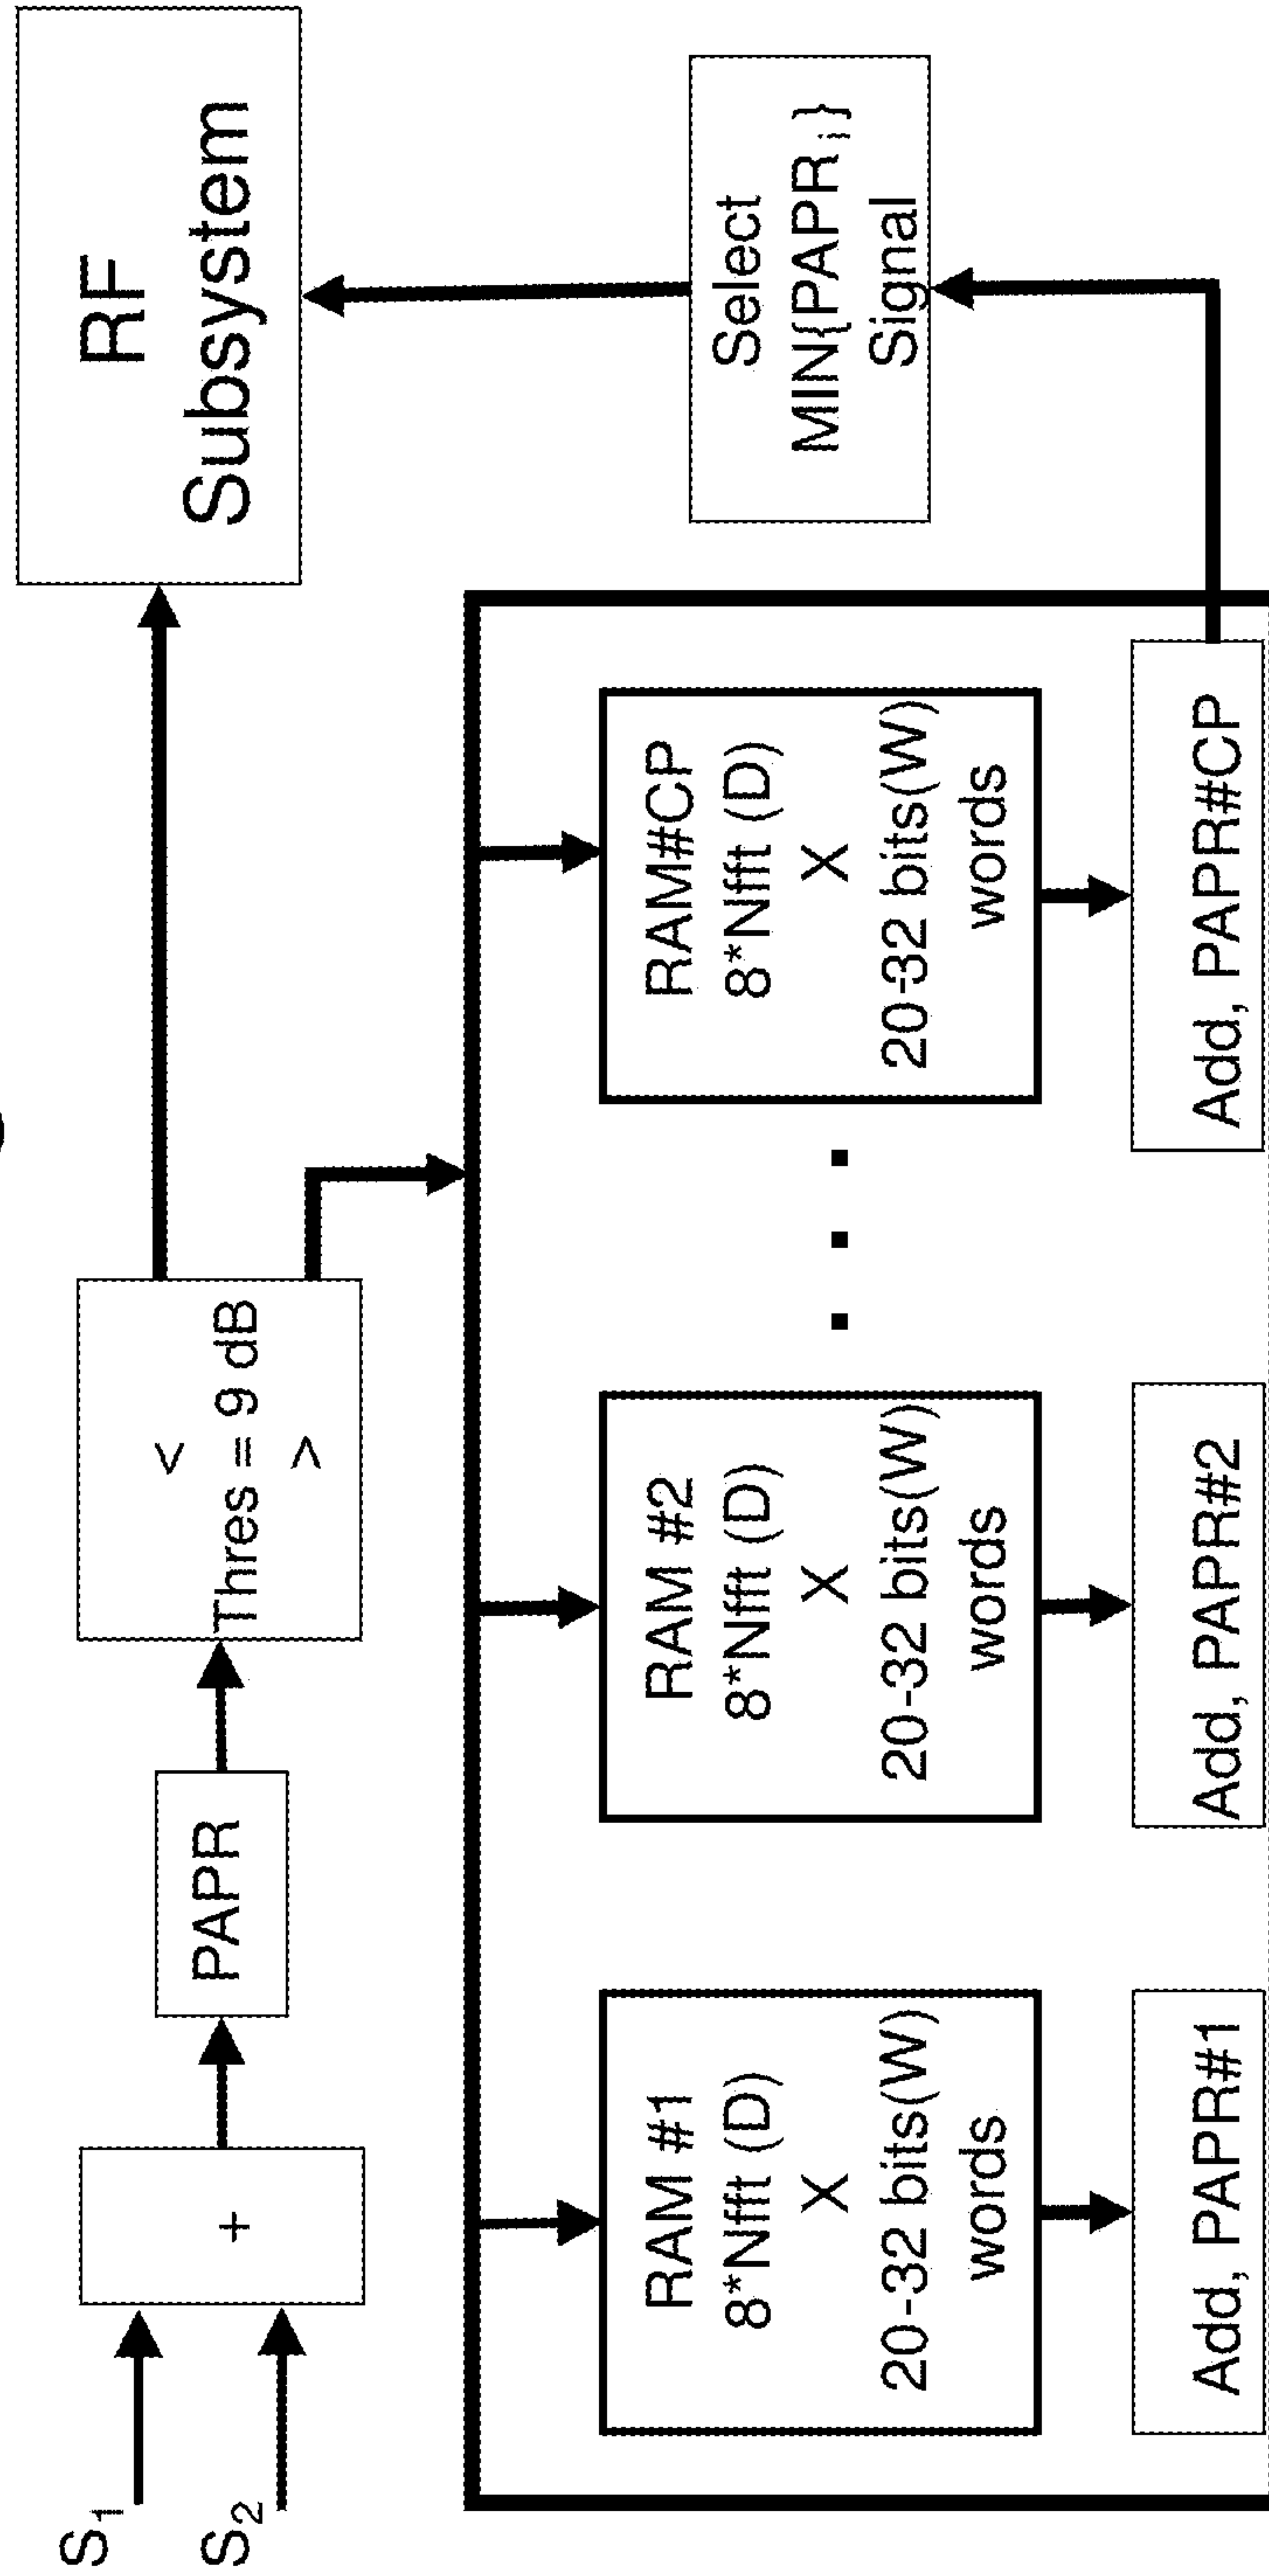 S1
S2
+
PAPR
<
Thres = 9 dB
>
RF
Subsystem
RAM #1
8*Nfft (D)
X
20-32 bits(W)
words
Add, PAPR#1
RAM #2
8*Nfft (D)
X
20-32 bits(W)
words
Add, PAPR#2
. . .
RAM#CP
8*Nfft (D)
X
20-32 bits(W)
words
Add, PAPR#CP
Select
MIN{PAPR i}
Signal